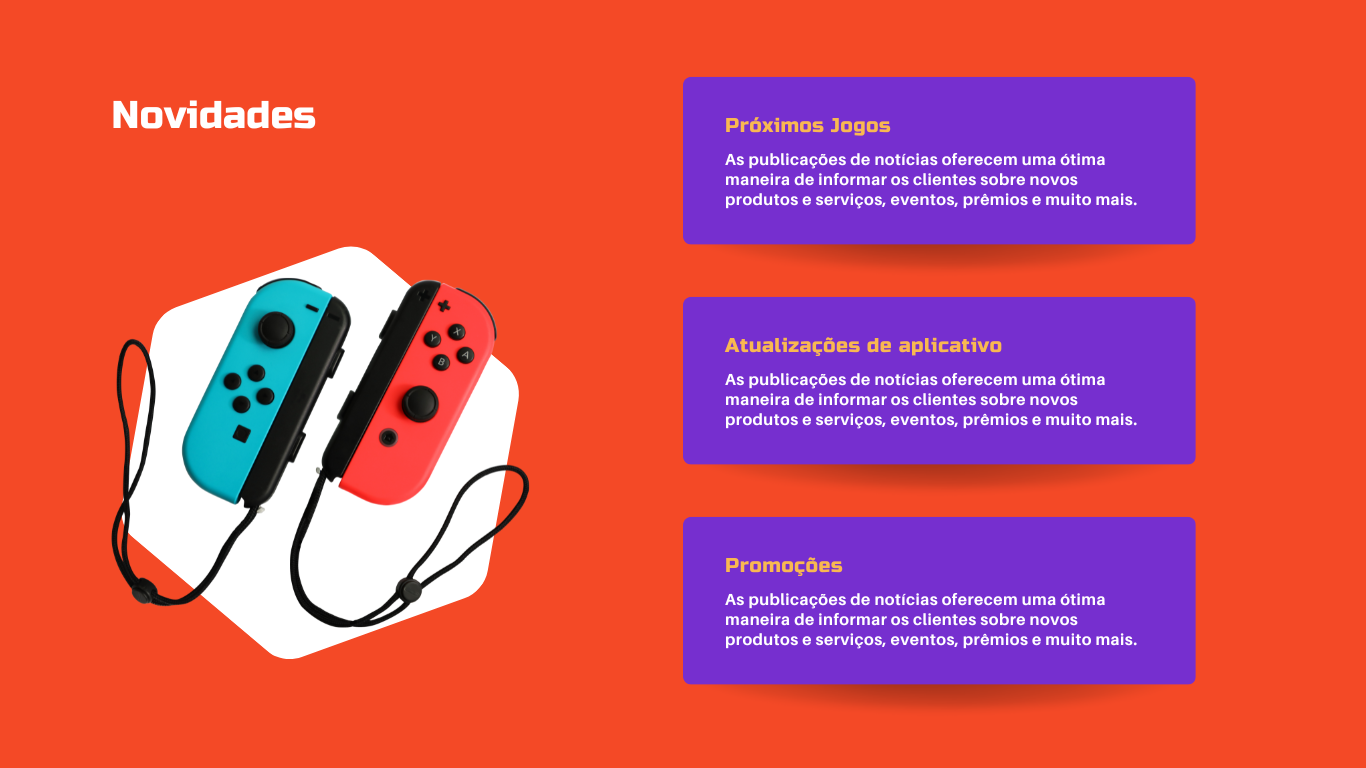 Novidades
Próximos Jogos
As publicações de notícias oferecem uma ótima
maneira de informar os clientes sobre novos
produtos e serviços, eventos, prêmios e muito mais.
Atualizações de aplicativo
As publicações de notícias oferecem uma ótima
maneira de informar os clientes sobre novos
produtos e serviços, eventos, prêmios e muito mais.
Promoções
As publicações de notícias oferecem uma ótima
maneira de informar os clientes sobre novos
produtos e serviços, eventos, prêmios e muito mais.
X
Y
A
B